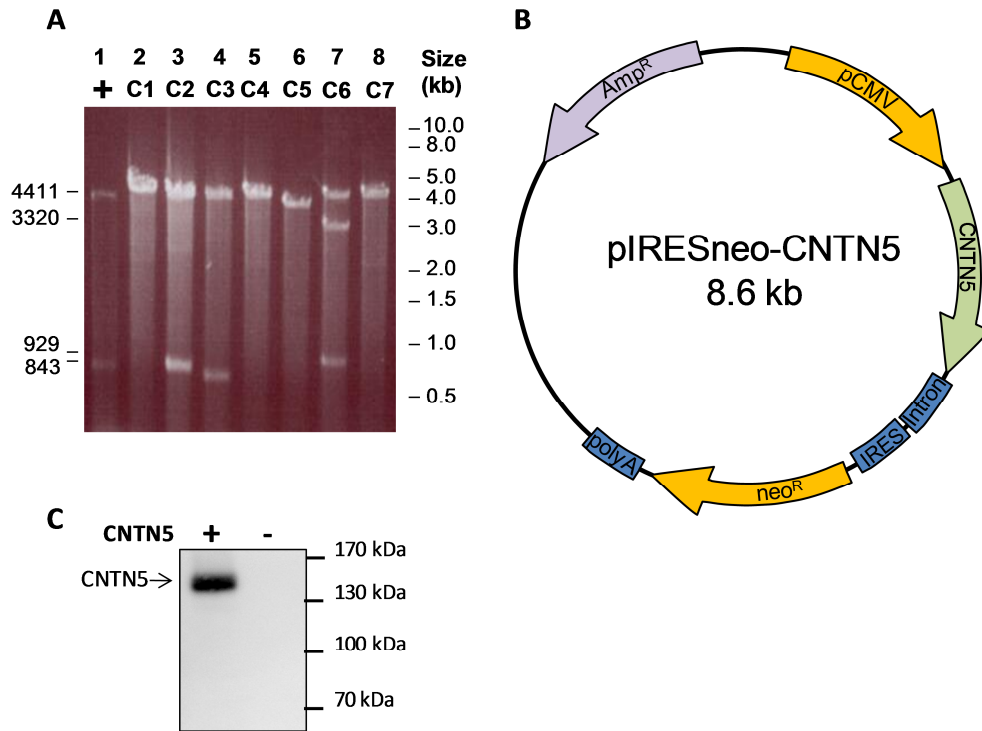 A
1 2 3 4 5 6 7 8 Size
+ C1 C2 C3 C4 C5 C6 C7 (kb)
4411
3320
929
843
10.0
8.0
5.0
4.0
3.0
2.0
1.5
1.0
0.5
B
AmpR
pCMV
CNTN5
Intron
IRES
neoR
polyA
pIRESneo-CNTN5
8.6 kb
C
CNTN5 + -
CNTN5
170 kDa
130 kDa
100 kDa
70 kDa